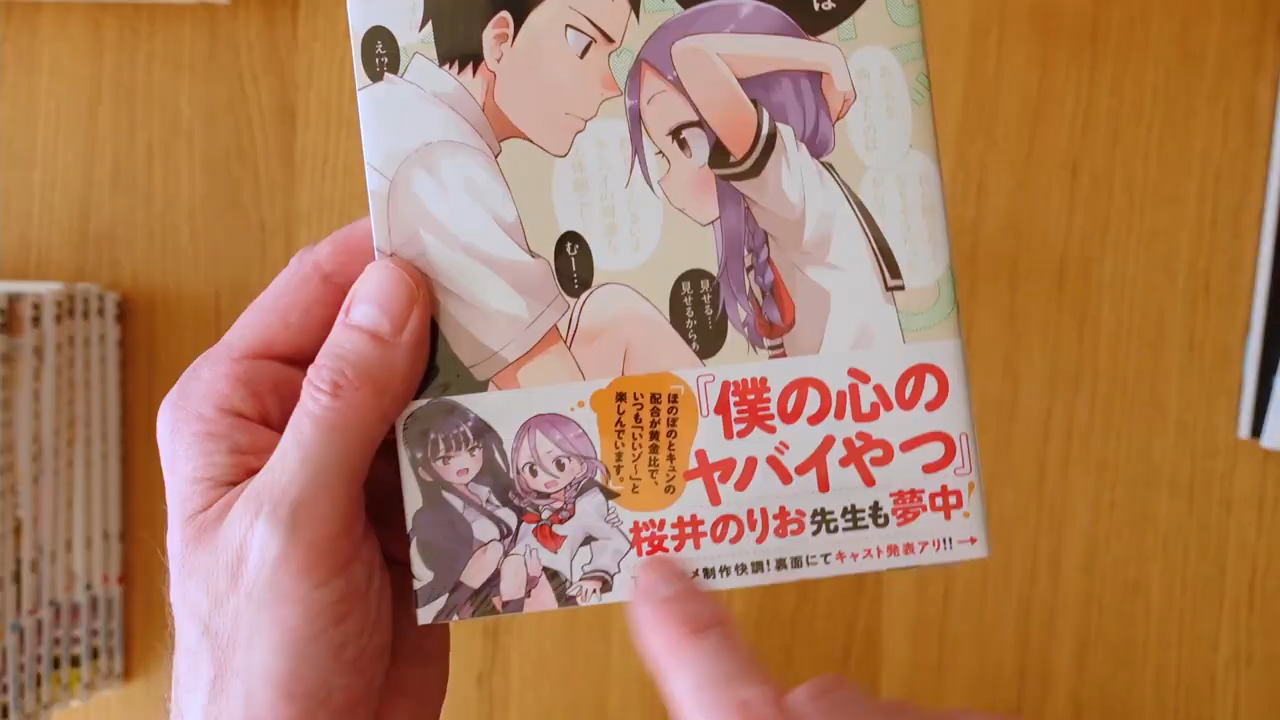 は
え!?
むー…
見せる…
見せるからぁ
「ほのぼのとキュンの
配合が黄金比で、
いつも「いいゾ〜」と
楽しんでいます。」
『僕の心の
ヤバイやつ』
桜井のりお先生も夢中!
メ制作快調!裏面にてキャスト発表アリ!!→